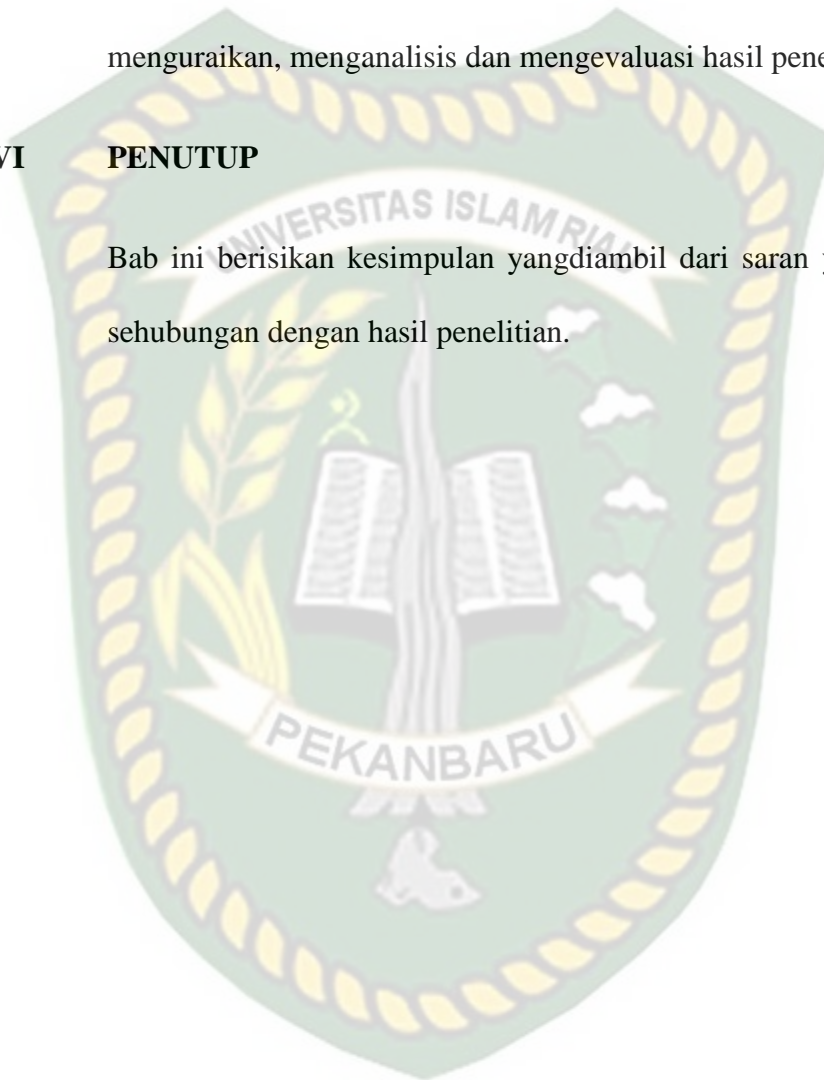 menguraikan, menganalisis dan mengevaluasi hasil
VI PENUTUP
UNIVERSITAS ISLAM RIAU
Bab ini berisikan kesimpulan yangdiambil dari saran
sehubungan dengan hasil penelitian.
PEKANBARU